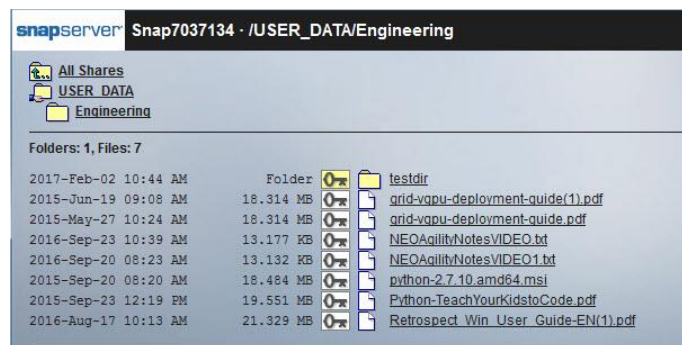 snapserver Snap7037134 - /USER_DATA/Engineering
All Shares
USER_DATA
Engineering
Folders: 1, Files: 7
2017-Feb-02 10:44 AM Folder testdir
2015-Jun-19 09:08 AM 18.314 MB grid-vgpu-deployment-guide(1).pdf
2015-May-27 10:24 AM 18.314 MB grid-vgpu-deployment-guide.pdf
2016-Sep-23 10:39 AM 13.177 KB NEOAgilityNotesVIDEO.txt
2016-Sep-20 08:23 AM 13.132 KB NEOAgilityNotesVIDEO1.txt
2015-Sep-20 08:20 AM 18.484 MB python-2.7.10.amd64.msi
2015-Sep-23 12:19 PM 19.551 MB Python-TeachYourKidstoCode.pdf
2016-Aug-17 10:13 AM 21.329 MB Retrospect_Win_User_Guide-EN(1).pdf